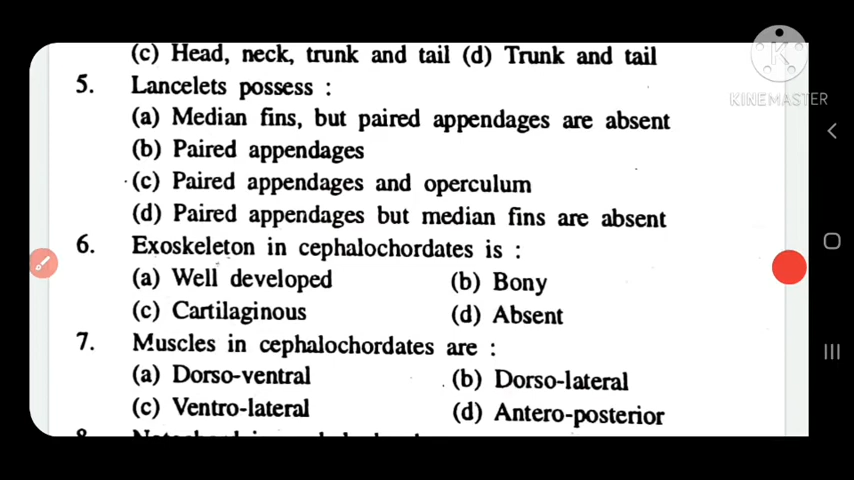 (c) Head, neck, trunk and tail (d) Trunk and tail
5. Lancelets possess :
(a) Median fins, but paired appendages are absent
(b) Paired appendages
(c) Paired appendages and operculum
(d) Paired appendages but median fins are absent
6. Exoskeleton in cephalochordates is :
(a) Well developed (b) Bony
(c) Cartilaginous (d) Absent
7. Muscles in cephalochordates are :
(a) Dorso-ventral (b) Dorso-lateral
(c) Ventro-lateral (d) Antero-posterior
K
KINEMASTER